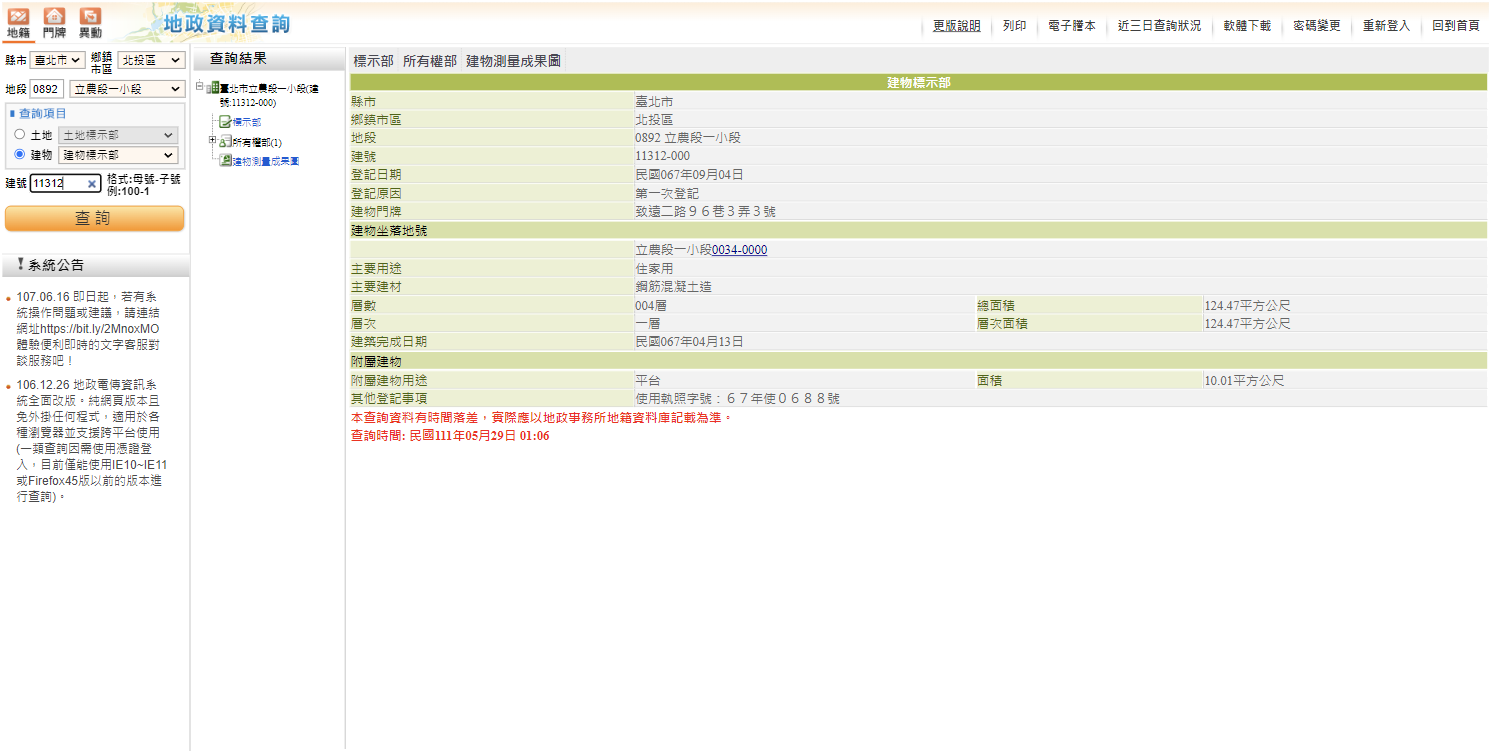 地籍 門牌 異動 地政資料查詢 更版說明 列印 電子謄本 近三日查詢狀況 軟體下載 密碼變更 重新登入 回到首頁
縣市 臺北市 鄉鎮市區 北投區
地段 0892 立農段一小段
查詢項目
土地 土地標示部
建物 建物標示部
建號 11312 格式:母號-子號
例:100-1
查詢
系統公告
107.06.16 即日起，若有系
統操作問題或建議，請連結
網址https://bit.ly/2MnoxMO
體驗便利即時的文字客服對
談服務吧！
106.12.26 地政電傳資訊系
統全面改版。純網頁版本且
免外掛任何程式，適用於各
種瀏覽器並支援跨平台使用
(一類查詢因需使用憑證登
入，目前僅能使用IE10~IE11
或Firefox45版以前的版本進
行查詢)。
查詢結果
臺北市立農段一小段(建
號:11312-000)
標示部
所有權部(1)
建物測量成果圖
標示部 所有權部 建物測量成果圖
建物標示部
縣市 臺北市
鄉鎮市區 北投區
地段 0892 立農段一小段
建號 11312-000
登記日期 民國067年09月04日
登記原因 第一次登記
建物門牌 致遠二路９６巷３弄３號
建物坐落地號
立農段一小段0034-0000
主要用途 住家用
主要建材 鋼筋混凝土造
層數 004層 總面積 124.47平方公尺
層次 一層 層次面積 124.47平方公尺
建築完成日期 民國067年04月13日
附屬建物
附屬建物用途 平台 面積 10.01平方公尺
其他登記事項 使用執照字號：６７年使０６８８號
本查詢資料有時間落差，實際應以地政事務所地籍資料庫記載為準。
查詢時間: 民國111年05月29日 01:06